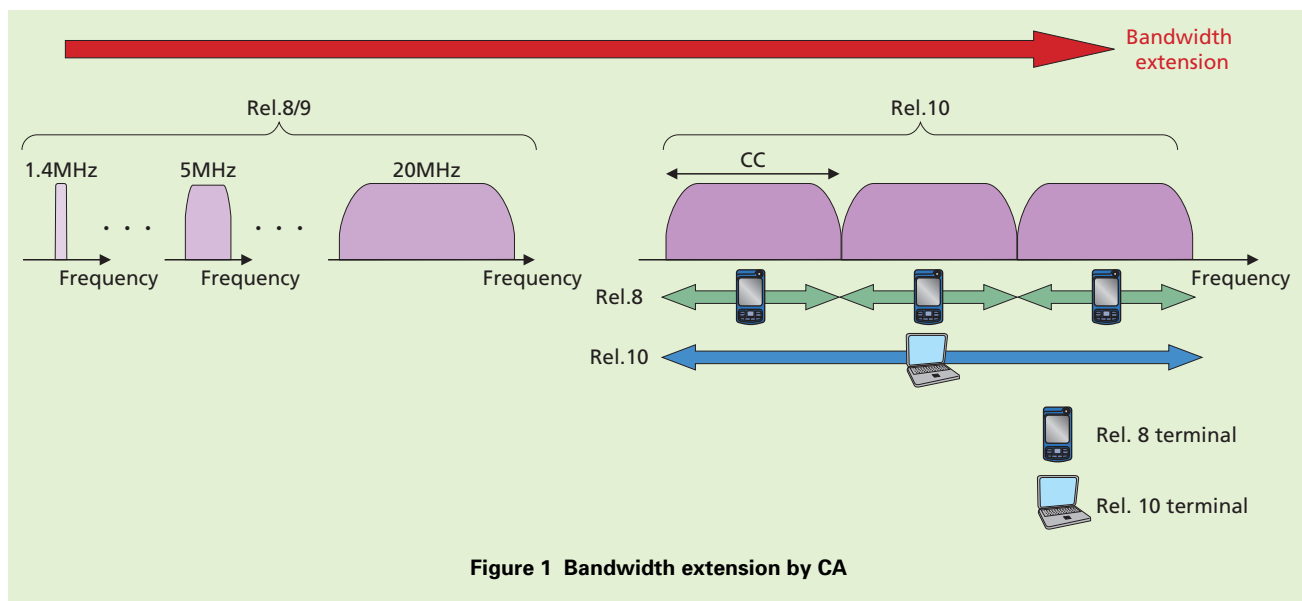 Bandwidth
extension
Rel.8/9
Rel.10
1.4MHz
5MHz
20MHz
CC
Frequency
Frequency
Frequency
Frequency
Rel.8
Rel.10
Rel. 8 terminal
Rel. 10 terminal
Figure 1 Bandwidth extension by CA